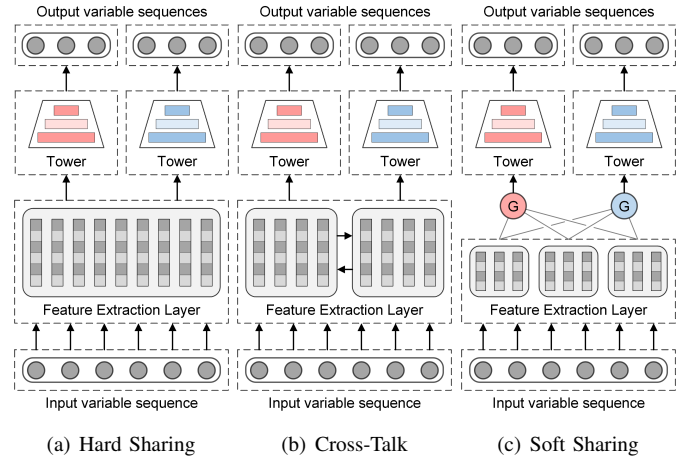 Output variable sequences Output variable sequences Output variable sequences
Tower Tower Tower Tower Tower Tower
G G
Feature Extraction Layer Feature Extraction Layer Feature Extraction Layer
Input variable sequence Input variable sequence Input variable sequence
(a) Hard Sharing (b) Cross-Talk (c) Soft Sharing